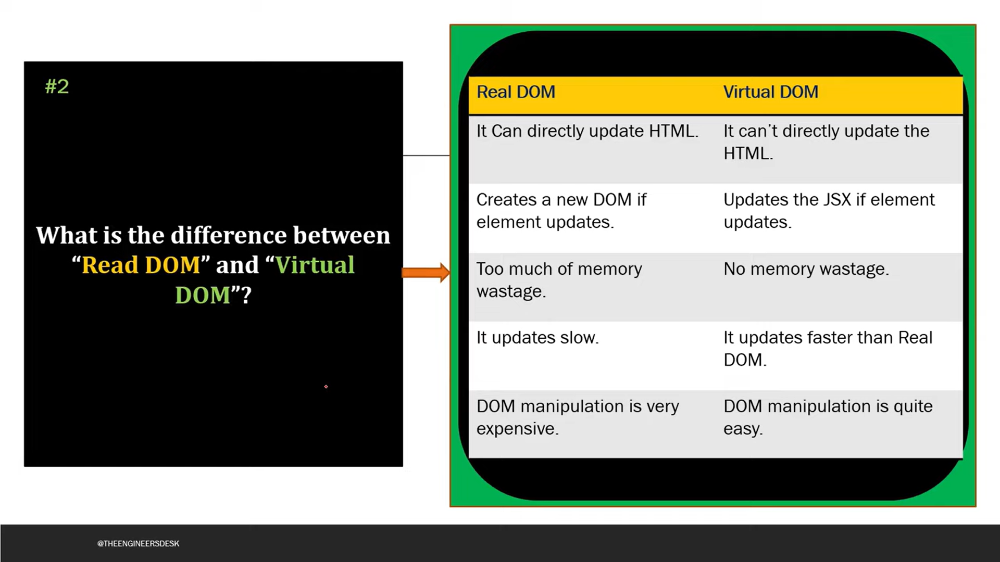 #2
What is the difference between
“Read DOM” and “Virtual
DOM”?
Real DOM
Virtual DOM
It Can directly update HTML.
It can’t directly update the
HTML.
Creates a new DOM if
element updates.
Updates the JSX if element
updates.
Too much of memory
wastage.
No memory wastage.
It updates slow.
It updates faster than Real
DOM.
DOM manipulation is very
expensive.
DOM manipulation is quite
easy.
@THEENGINEERSDESK